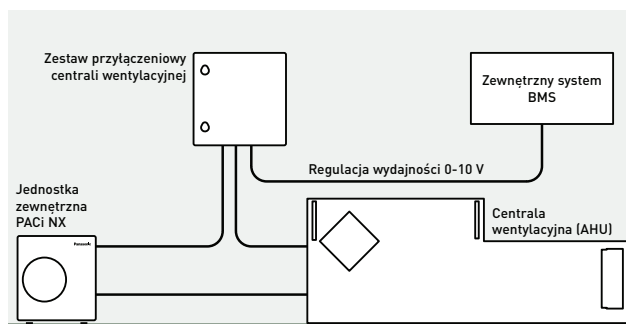 Zestaw przyłączeniowy
centrali wentylacyjnej
Zewnętrzny system
BMS
Regulacja wydajności 0-10 V
Jednostka
zewnętrzna
PACi NX
Panasonic
Centrala
wentylacyjna (AHU)